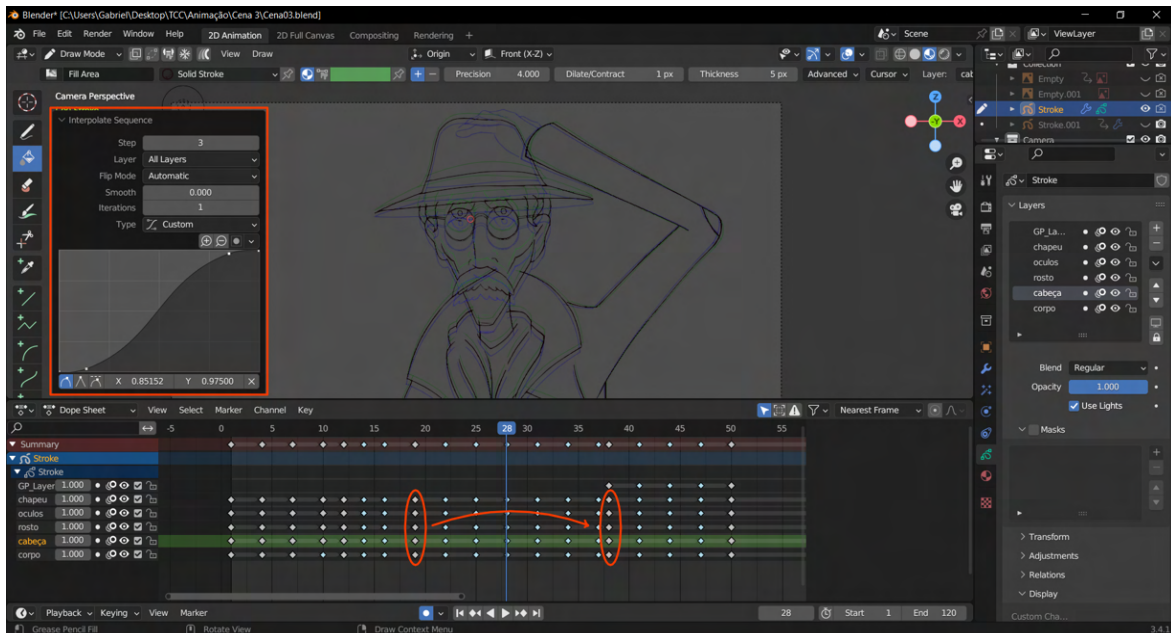 Blender* [C:\Users\Gabriel\Desktop\TCC\Animação\Cena 3\Cena03.blend]
File Edit Render Window Help 2D Animation 2D Full Canvas Compositing Rendering + Scene ViewLayer
Draw Mode View Draw Origin Front (X-Z)
Fill Area Solid Stroke Precision 4.000 Dilate/Contract 1 px Thickness 5 px Advanced Cursor Layer: cab
Camera Perspective
Interpolate Sequence
Step 3
Layer All Layers
Flip Mode Automatic
Smooth 0.000
Iterations 1
Type Custom
X 0.85152 Y 0.97500
Z
-Y X
Collection
Empty
Empty.001
Stroke
Stroke.001
Camera
Stroke
Layers
GP_La...
chapeu
oculos
rosto
cabeça
corpo
Blend Regular
Opacity 1.000
Use Lights
Masks
Transform
Adjustments
Relations
Display
Custom Cha...
Dope Sheet View Select Marker Channel Key Nearest Frame
-5 0 5 10 15 20 25 28 30 35 40 45 50 55
Summary
Stroke
Stroke
GP_Layer 1.000
chapeu 1.000
oculos 1.000
rosto 1.000
cabeça 1.000
corpo 1.000
Playback Keying View Marker 28 Start 1 End 120
Grease Pencil Fill Rotate View Draw Context Menu 3.4.1